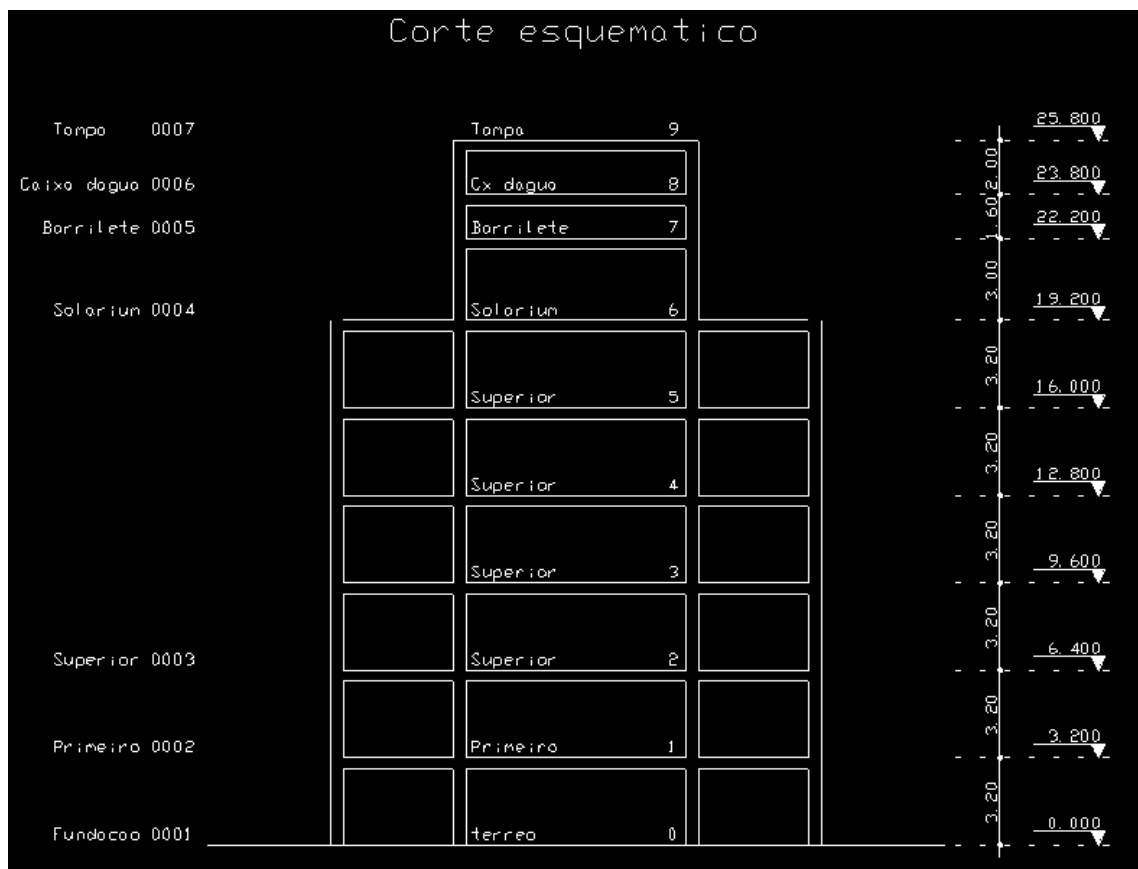 Corte esquematico
Tampa 0007 Tampa 9 25.800
2.00
Caixa dagua 0006 Cx dagua 8 23.800
1.60
Barrilete 0005 Barrilete 7 22.200
3.00
Solarium 0004 Solarium 6 19.200
3.20
Superior 5 16.000
3.20
Superior 4 12.800
3.20
Superior 3 9.600
3.20
Superior 0003 Superior 2 6.400
3.20
Primeiro 0002 Primeiro 1 3.200
3.20
Fundacao 0001 terreo 0 0.000